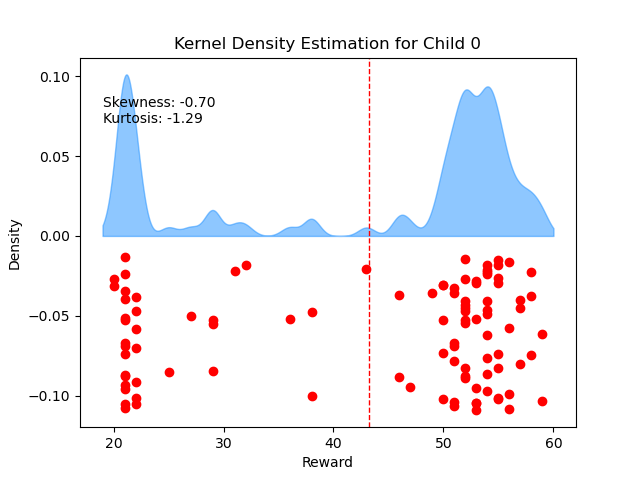 Kernel Density Estimation for Child 0
0.10
Skewness: -0.70
Kurtosis: -1.29
0.05
0.00
Density
−0.05
−0.10
20 30 40 50 60
Reward